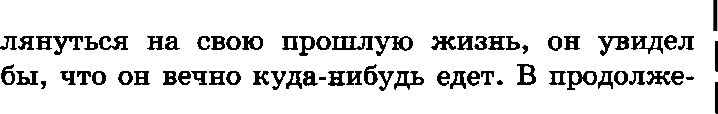 лянуться на свою прошлую жизнь, он увидел
бы, что он вечно куда-нибудь едет. В продолже-